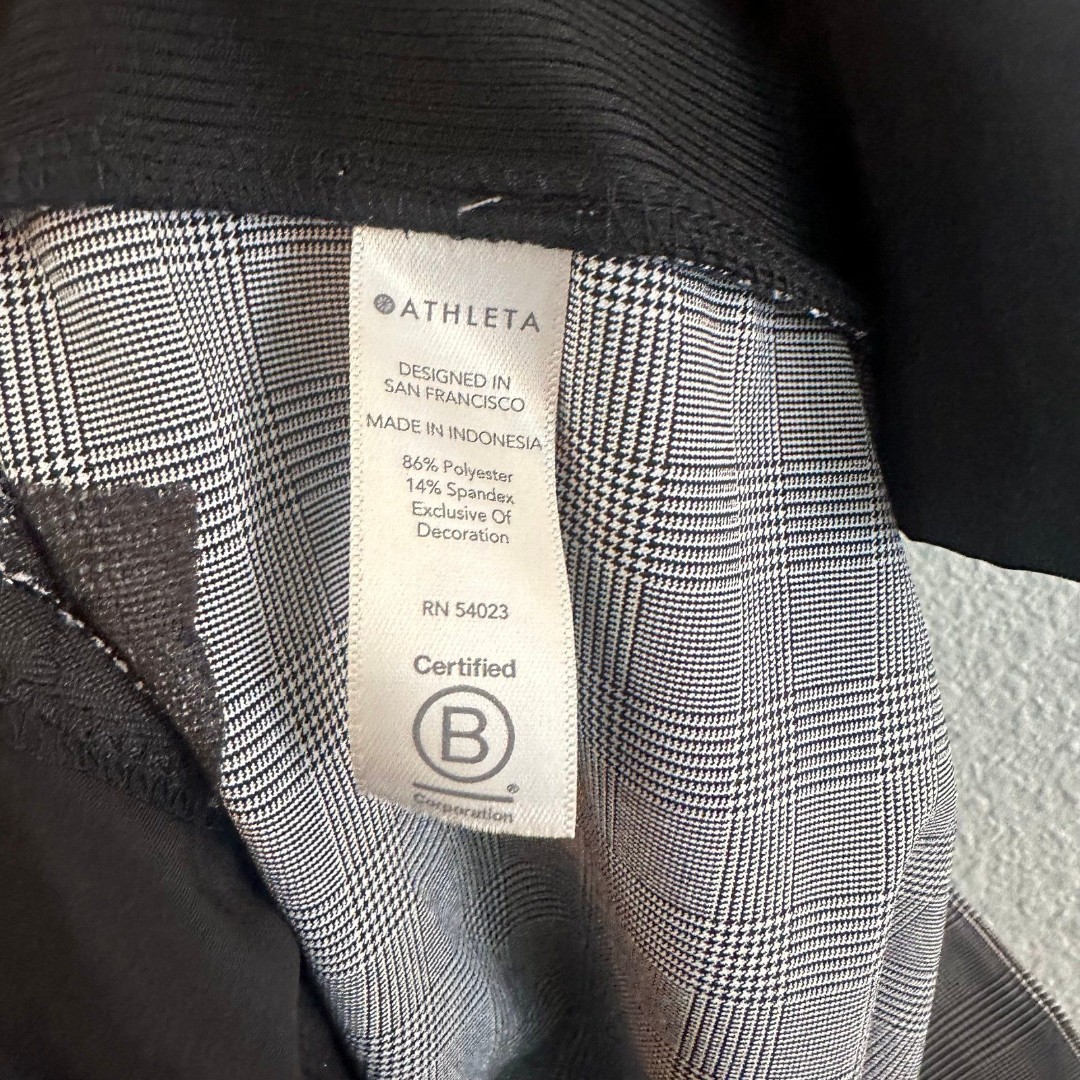 ATHLETA
DESIGNED IN
SAN FRANCISCO
MADE IN INDONESIA
86% Polyester
14% Spandex
Exclusive Of
Decoration
RN 54023
Certified
B
®
Corporation